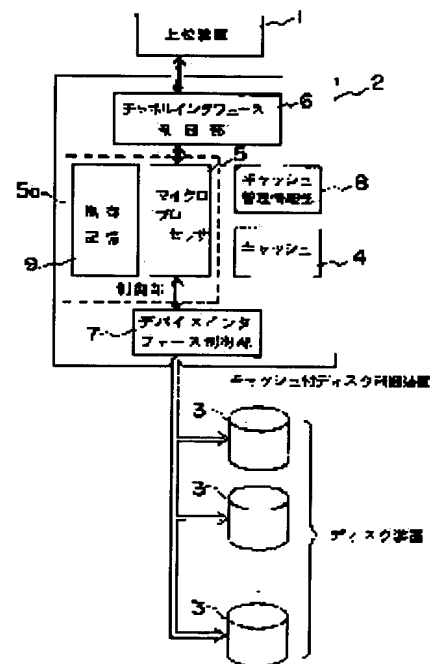 1
上位装置
2
チャネルインタフェース
制御部
6
5
5a
マイクロ
プロ
セッサ
制御
記憶
キャッシュ
管理情報部
8
キャッシュ
4
9
制御部
デバイスインタ
フェース制御部
7
キャッシュ付ディスク制御装置
3
3
3
ディスク装置